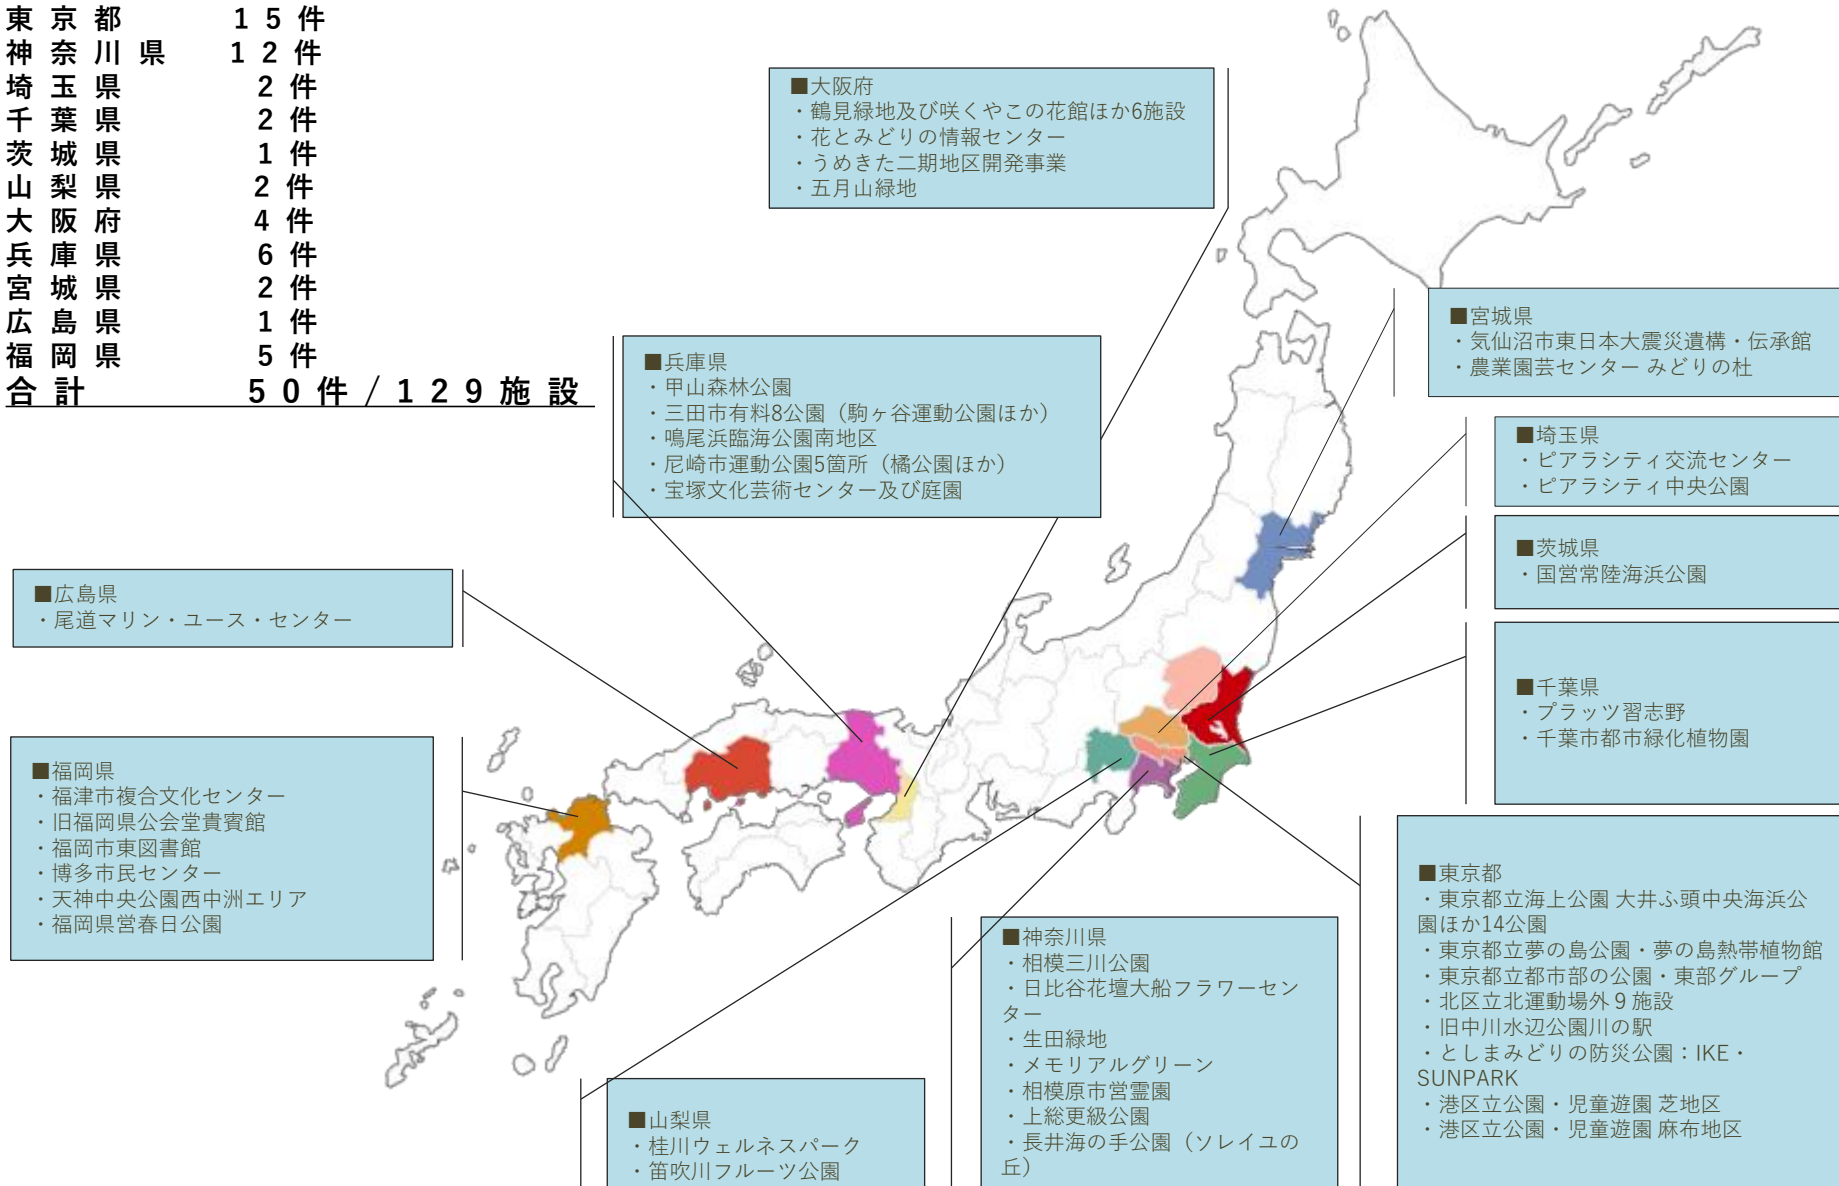 東京都 15件
神奈川県 12件
埼玉県 2件
千葉県 2件
茨城県 1件
山梨県 2件
大阪府 4件
兵庫県 6件
宮城県 2件
広島県 1件
福岡県 5件
合計 50件/129施設
■大阪府
・鶴見緑地及び咲くやこの花館ほか6施設
・花とみどりの情報センター
・うめきた二期地区開発事業
・五月山緑地
■宮城県
・気仙沼市東日本大震災遺構・伝承館
・農業園芸センター みどりの杜
■兵庫県
・甲山森林公園
・三田市有料8公園（駒ヶ谷運動公園ほか）
・鳴尾浜臨海公園南地区
・尼崎市運動公園5箇所（橘公園ほか）
・宝塚文化芸術センター及び庭園
■埼玉県
・ピアラシティ交流センター
・ピアラシティ中央公園
■茨城県
・国営常陸海浜公園
■広島県
・尾道マリン・ユース・センター
■千葉県
・プラッツ習志野
・千葉市都市緑化植物園
■福岡県
・福津市複合文化センター
・旧福岡県公会堂貴賓館
・福岡市東図書館
・博多市民センター
・天神中央公園西中洲エリア
・福岡県営春日公園
■東京都
・東京都立海上公園 大井ふ頭中央海浜公
園ほか14公園
・東京都立夢の島公園・夢の島熱帯植物館
・東京都立都市部の公園・東部グループ
・北区立北運動場外９施設
・旧中川水辺公園川の駅
・としまみどりの防災公園：IKE・
SUNPARK
・港区立公園・児童遊園 芝地区
・港区立公園・児童遊園 麻布地区
■神奈川県
・相模三川公園
・日比谷花壇大船フラワーセン
ター
・生田緑地
・メモリアルグリーン
・相模原市営霊園
・上総更級公園
・長井海の手公園（ソレイユの
丘）
■山梨県
・桂川ウェルネスパーク
・笛吹川フルーツ公園